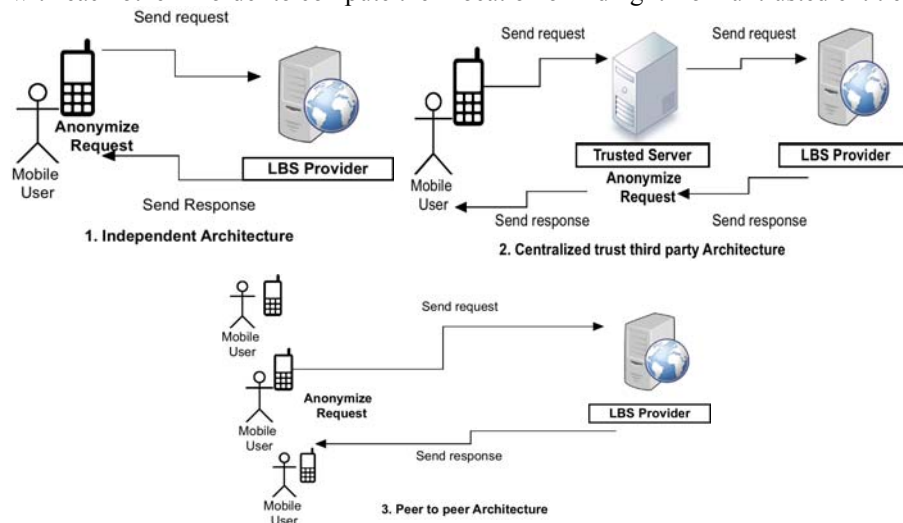 Send request
Anonymize
Request
Mobile
User
LBS Provider
Send Response
1. Independent Architecture
Send request
Send request
Trusted Server
LBS Provider
Anonymize
Request
Mobile
User
Send response
Send response
2. Centralized trust third party Architecture
Mobile
User
Send request
Mobile
User
Anonymize
Request
LBS Provider
Mobile
User
Send response
3. Peer to peer Architecture